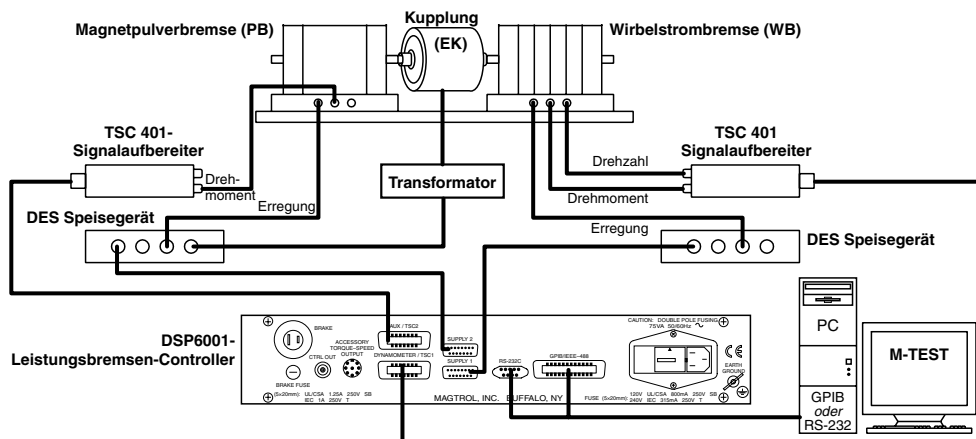 Magnetpulverbremse (PB)
Kupplung
(EK)
Wirbelstrombremse (WB)
TSC 401-
Signalaufbereiter
TSC 401
Signalaufbereiter
Dreh-
moment
Erregung
Transformator
Drehzahl
Drehmoment
Erregung
DES Speisegerät
DES Speisegerät
DSP6001-
Leistungsbremsen-Controller
BRAKE
BRAKE FUSE
CTRL OUT
ACCESSORY
TORQUE–SPEED
OUTPUT
AUX / TSC2
DYNAMOMETER / TSC1
SUPPLY 2
SUPPLY 1
RS-232C
GPIB/IEEE–488
CAUTION: DOUBLE POLE FUSING
75VA 50/60Hz
EARTH
GROUND
(5x20mm): UL/CSA 1.25A 250V SB
IEC 1A 250V T
MAGTROL, INC. BUFFALO, NY
FUSE (5x20mm): 120V UL/CSA 800mA 250V SB
240V IEC 315mA 250V T
PC
GPIB
oder
RS-232
M-TEST